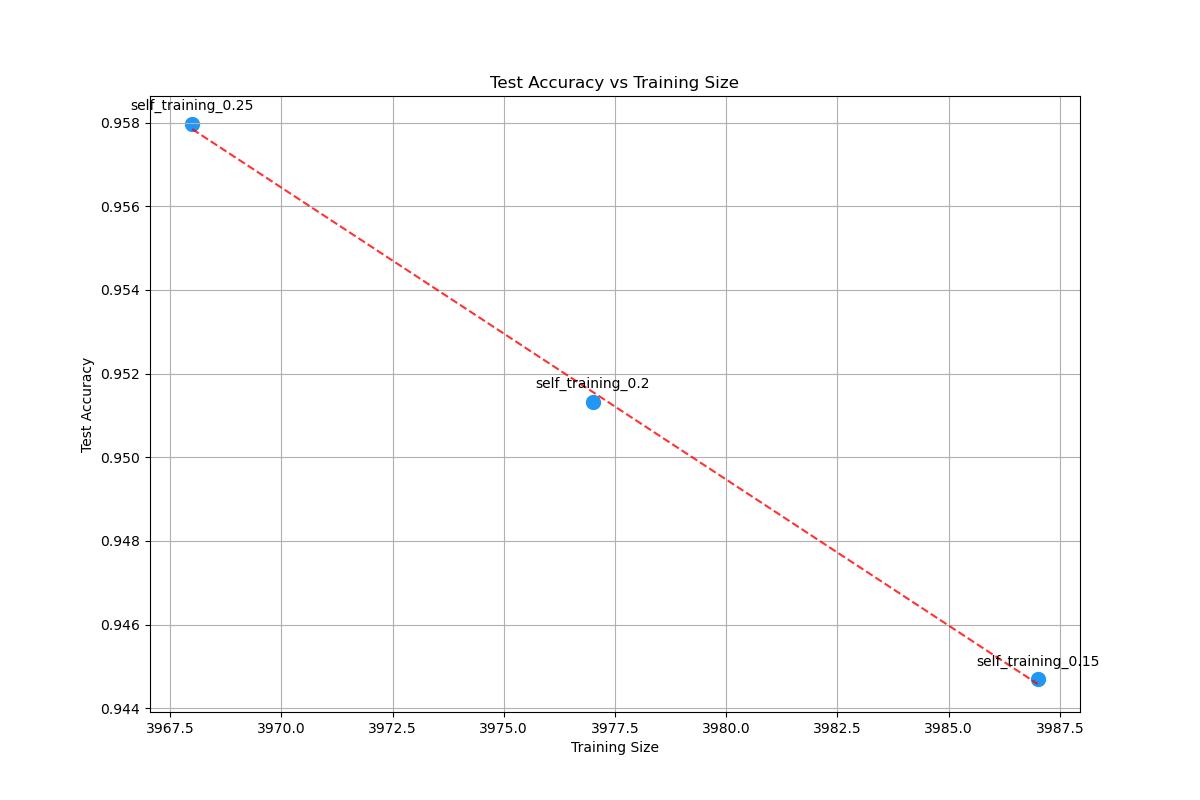 Test Accuracy vs Training Size
self_training_0.25
0.958
0.956
0.954
0.952
self_training_0.2
0.950
0.948
0.946
self_training_0.15
0.944
Test Accuracy
3967.5 3970.0 3972.5 3975.0 3977.5 3980.0 3982.5 3985.0 3987.5
Training Size